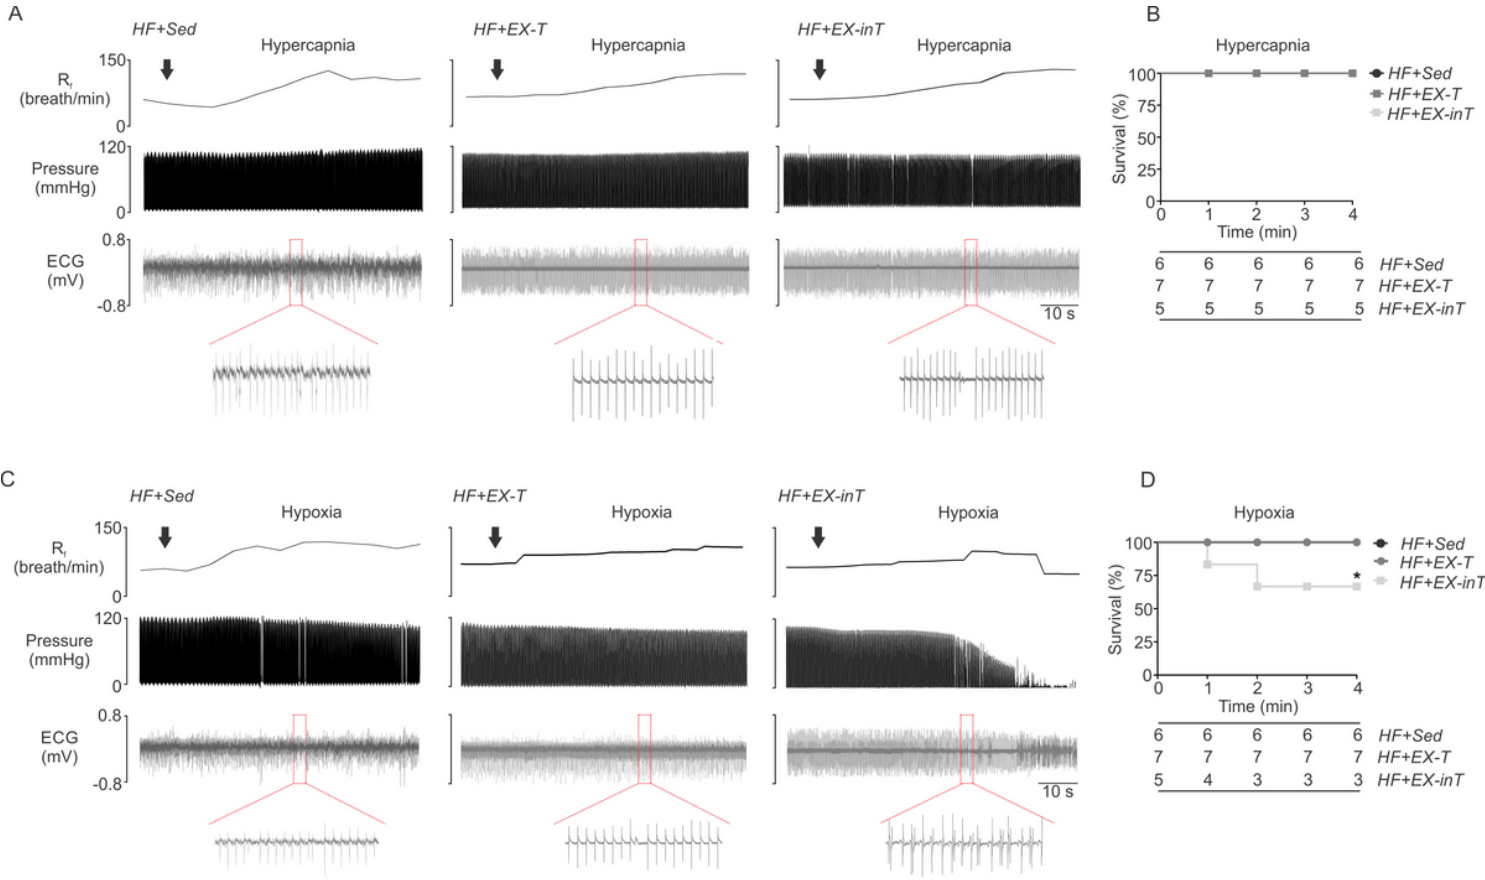 A
HF+Sed
HF+EX-T
HF+EX-inT
Hypercapnia
Hypercapnia
Hypercapnia
150
Rf
(breath/min)
0
120
Pressure
(mmHg)
0
0.8
ECG
(mV)
-0.8
10 s
B
Hypercapnia
100
75
50
25
0
Survival (%)
0 1 2 3 4
Time (min)
HF+Sed
HF+EX-T
HF+EX-inT
6 6 6 6 6 HF+Sed
7 7 7 7 7 HF+EX-T
5 5 5 5 5 HF+EX-inT
C
HF+Sed
HF+EX-T
HF+EX-inT
Hypoxia
Hypoxia
Hypoxia
150
Rf
(breath/min)
0
120
Pressure
(mmHg)
0
0.8
ECG
(mV)
-0.8
10 s
D
Hypoxia
100
75
50
25
0
Survival (%)
*
0 1 2 3 4
Time (min)
HF+Sed
HF+EX-T
HF+EX-inT
6 6 6 6 6 HF+Sed
7 7 7 7 7 HF+EX-T
5 4 3 3 3 HF+EX-inT